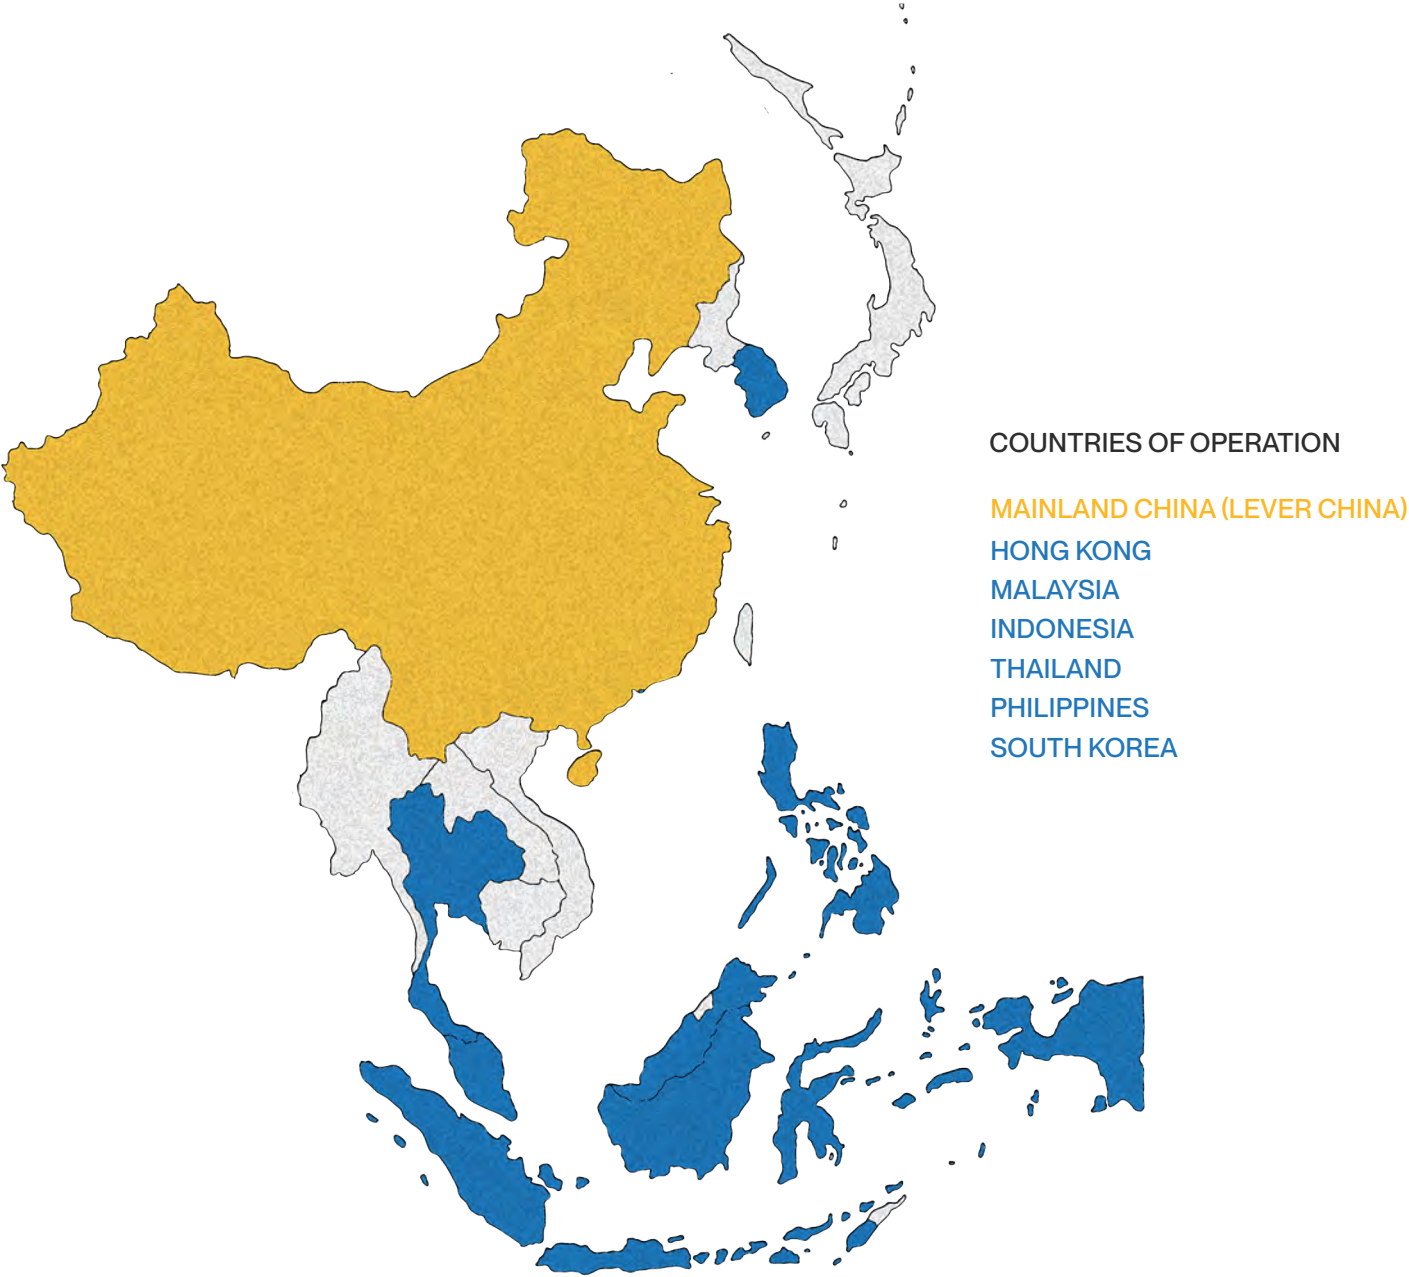 COUNTRIES OF OPERATION
MAINLAND CHINA (LEVER CHINA)
HONG KONG
MALAYSIA
INDONESIA
THAILAND
PHILIPPINES
SOUTH KOREA